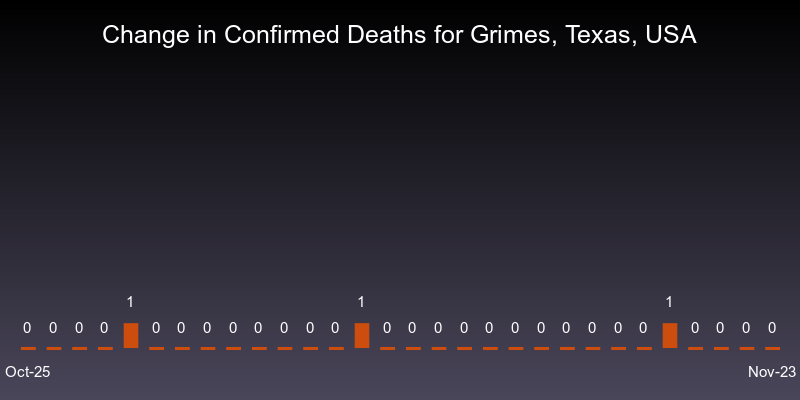 Change in Confirmed Deaths for Grimes, Texas, USA
1 1 1
0 0 0 0 0 0 0 0 0 0 0 0 0 0 0 0 0 0 0 0 0 0 0 0 0 0 0
Oct-25 Nov-23